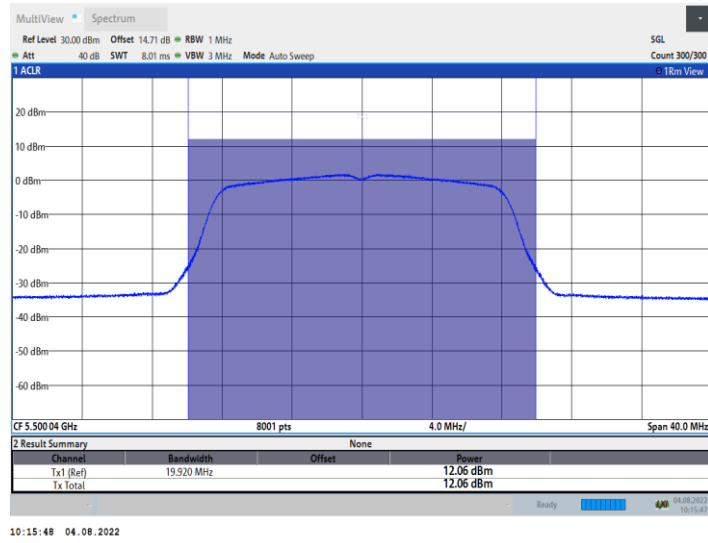 MultiView Spectrum
Ref Level 30.00 dBm Offset 14.71 dB RBW 1 MHz SGL
Att 40 dB SWT 8.01 ms VBW 3 MHz Mode Auto Sweep Count 300/300
1 ACLR 1Rm View
20 dBm
10 dBm
0 dBm
-10 dBm
-20 dBm
-30 dBm
-40 dBm
-50 dBm
-60 dBm
CF 5.500 04 GHz 8001 pts 4.0 MHz/ Span 40.0 MHz
2 Result Summary None
Channel Bandwidth Offset Power
Tx1 (Ref) 19.920 MHz 12.06 dBm
Tx Total 12.06 dBm
Ready 04.08.2022
10:15:47
10:15:48 04.08.2022